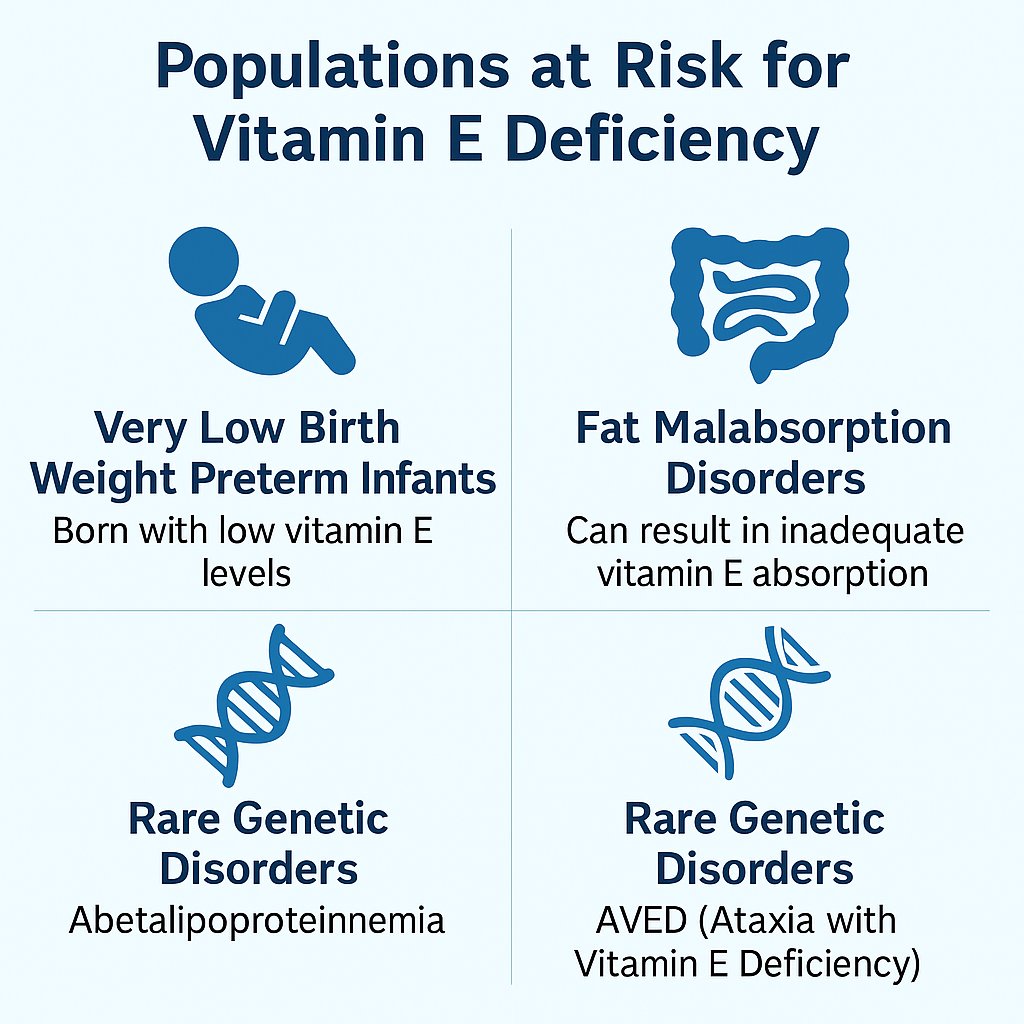 Populations at Risk for
Vitamin E Deficiency
Very Low Birth
Weight Preterm Infants
Born with low vitamin E
levels
Fat Malabsorption
Disorders
Can result in inadequate
vitamin E absorption
Rare Genetic
Disorders
Abetalipoproteinnemia
Rare Genetic
Disorders
AVED (Ataxia with
Vitamin E Deficiency)